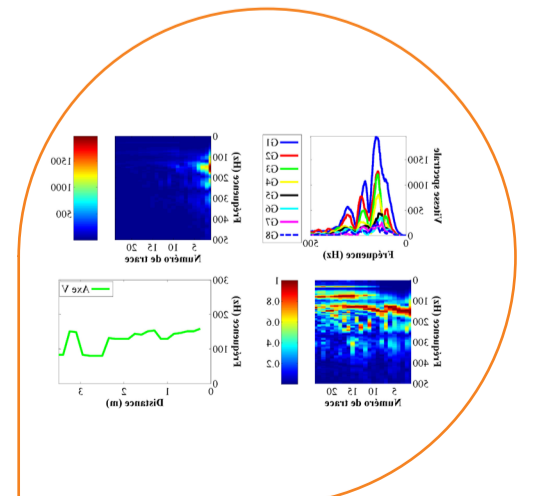 G1
G2
G3
G4
G5
G6
G7
G8
Vitesse spectrale
1500
1000
500
0
500
Fréquence (Hz)
Fréquence (Hz)
0
100
200
300
400
500
5 10 15 20
Numéro de trace
1500
1000
500
Fréquence (Hz)
0
100
200
300
400
500
5 10 15 20
Numéro de trace
1
0.8
0.6
0.4
0.2
Fréquence (Hz)
300
200
100
0
0 1 2 3
Distance (m)
Axe V